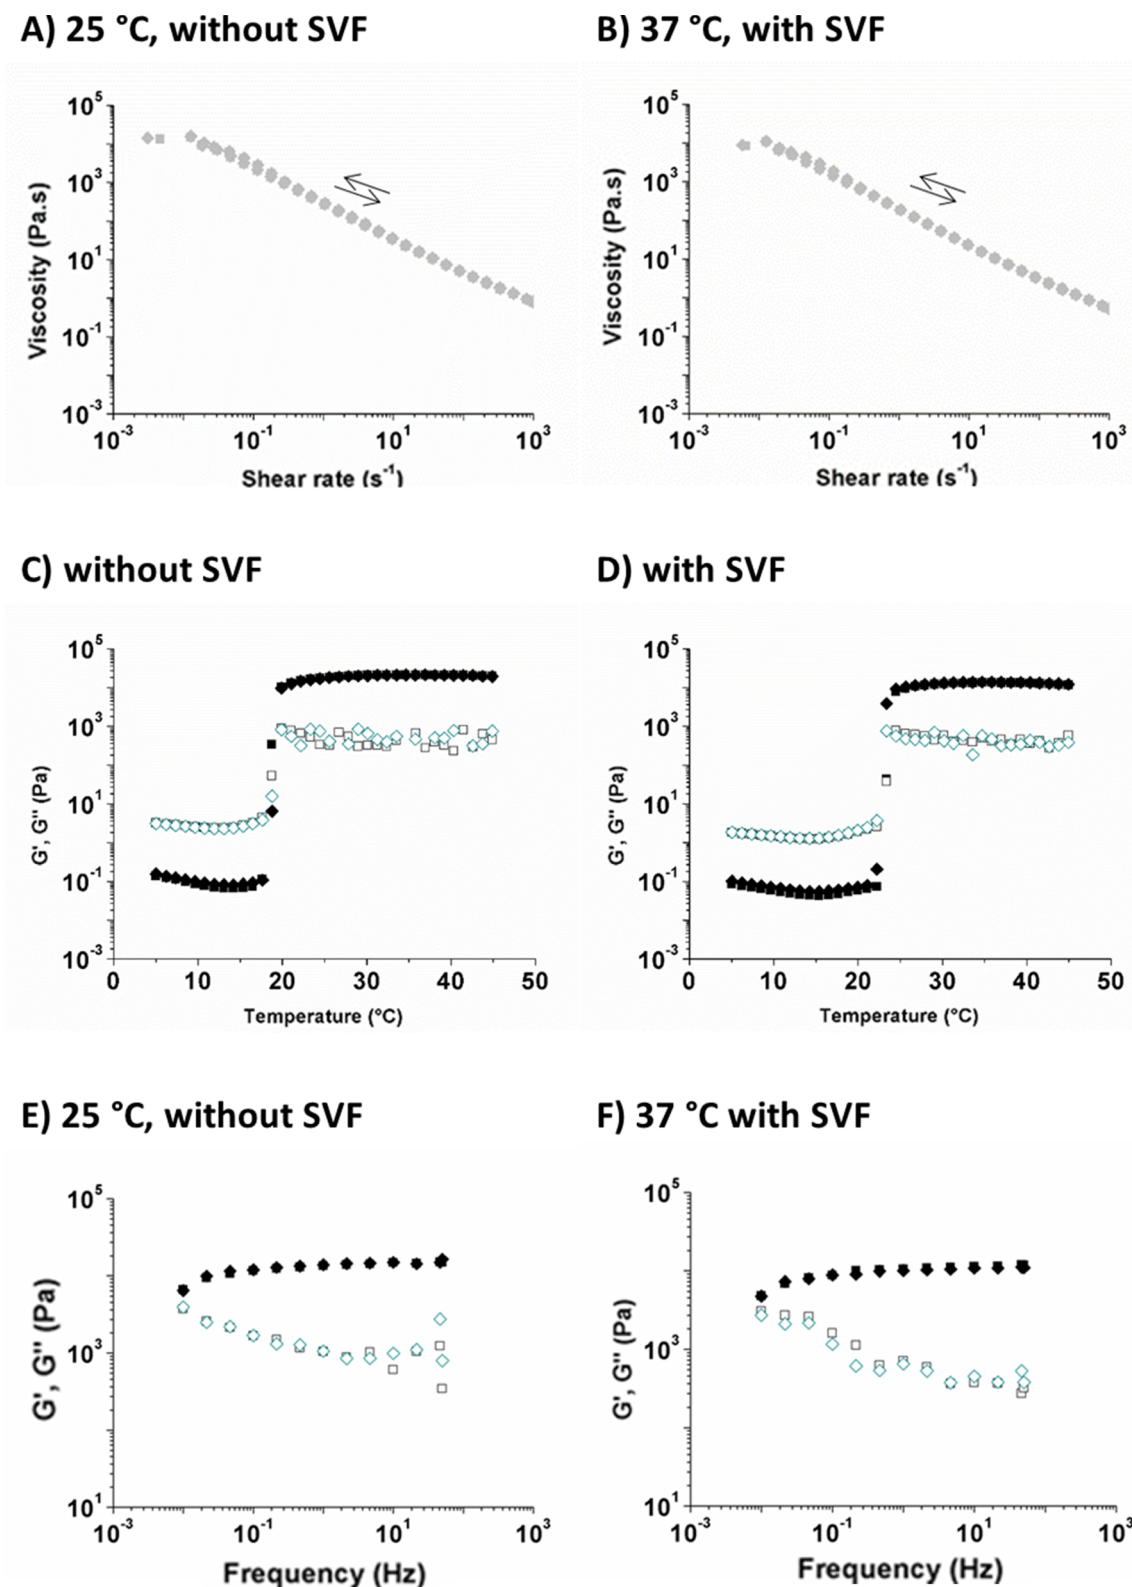 A) 25 °C, without SVF
B) 37 °C, with SVF
10^5
10^3
10^1
10^-1
10^-3
Viscosity (Pa.s)
10^-3
10^-1
10^1
10^3
Shear rate (s^-1)
10^5
10^3
10^1
10^-1
10^-3
Viscosity (Pa.s)
10^-3
10^-1
10^1
10^3
Shear rate (s^-1)
C) without SVF
D) with SVF
10^5
10^3
10^1
10^-1
10^-3
G', G'' (Pa)
0 10 20 30 40 50
Temperature (°C)
10^5
10^3
10^1
10^-1
10^-3
G', G'' (Pa)
0 10 20 30 40 50
Temperature (°C)
E) 25 °C, without SVF
F) 37 °C with SVF
10^5
10^3
10^1
G', G'' (Pa)
10^-3
10^-1
10^1
10^3
Frequency (Hz)
10^5
10^3
10^1
G', G'' (Pa)
10^-3
10^-1
10^1
10^3
Frequency (Hz)